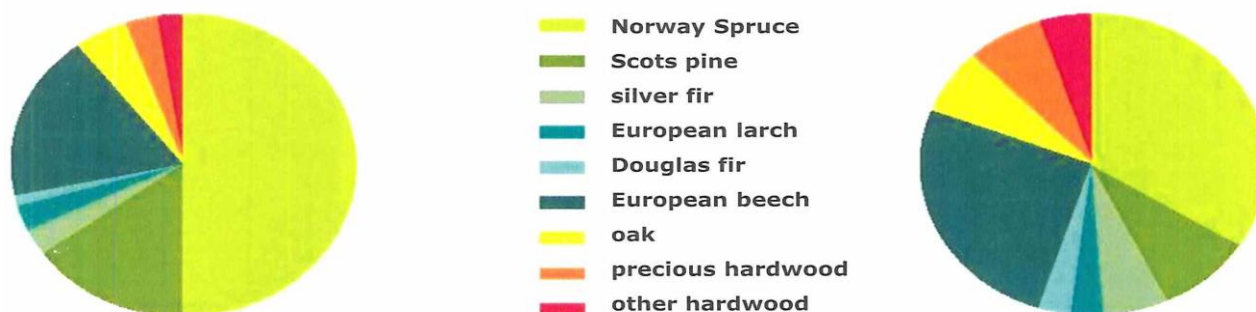 Norway Spruce
Scots pine
silver fir
European larch
Douglas fir
European beech
oak
precious hardwood
other hardwood